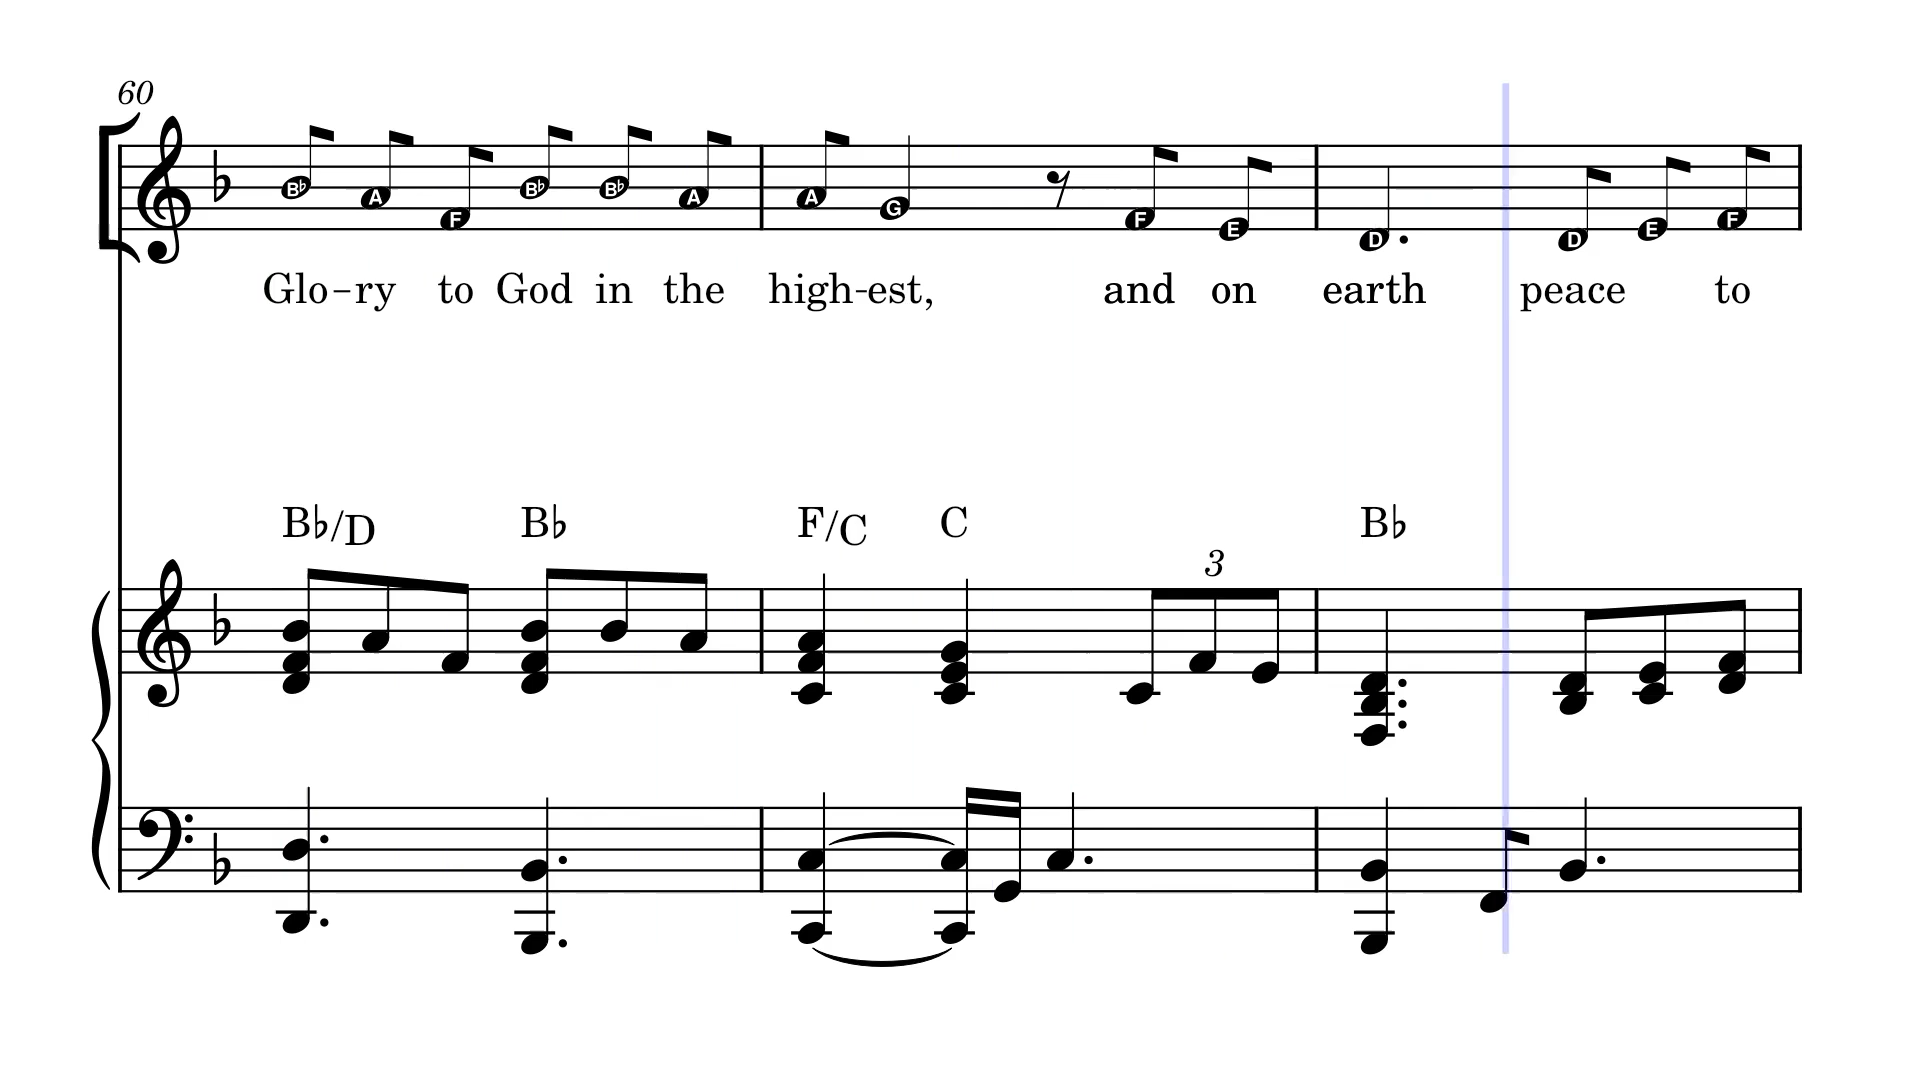 60
B♭ A F B♭ B♭ A A G F E D D E F
Glo-ry to God in the high-est, and on earth peace to
B♭/D B♭ F/C C B♭
3